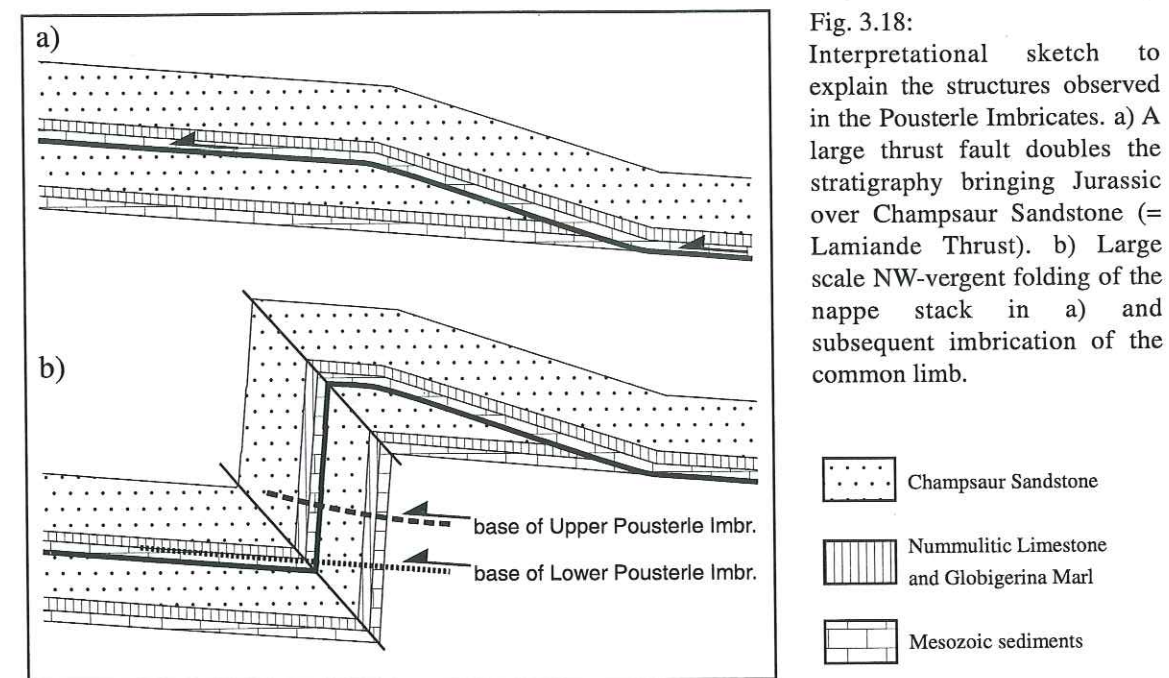 a)
b)
base of Upper Pousterle Imbr.
base of Lower Pousterle Imbr.
Fig. 3.18:
Interpretational sketch to
explain the structures observed
in the Pousterle Imbricates. a) A
large thrust fault doubles the
stratigraphy bringing Jurassic
over Champsaur Sandstone (=
Lamiande Thrust). b) Large
scale NW-vergent folding of the
nappe stack in a) and
subsequent imbrication of the
common limb.
Champsaur Sandstone
Nummulitic Limestone
and Globigerina Marl
Mesozoic sediments